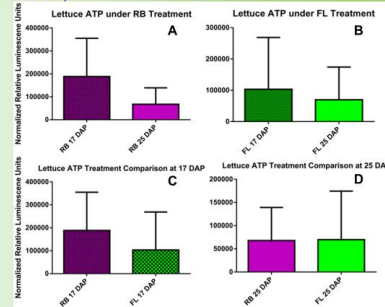 Lettuce ATP under RB Treatment
A
Normalized Relative Luminescene Units
400000
300000
200000
100000
0
RB 17 DAP
RB 25 DAP
Lettuce ATP under FL Treatment
B
300000
200000
100000
0
FL 17 DAP
FL 25 DAP
Lettuce ATP Treatment Comparison at 17 DAP
C
Normalized Relative Luminescene Units
400000
300000
200000
100000
0
RB 17 DAP
FL 17 DAP
Lettuce ATP Treatment Comparison at 25 DA
D
200000
150000
100000
50000
0
RB 25 DAP
FL 25 DAP